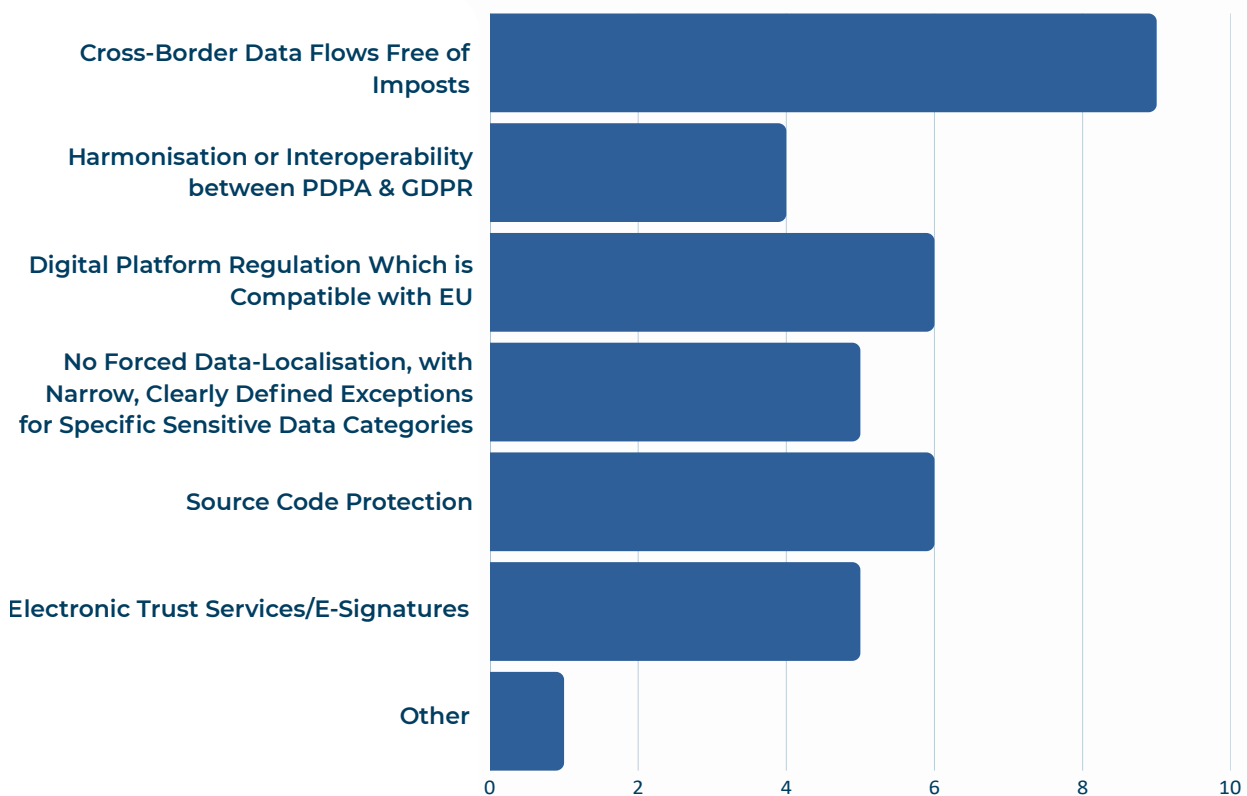 Cross-Border Data Flows Free of
Imposts
Harmonisation or Interoperability
between PDPA & GDPR
Digital Platform Regulation Which is
Compatible with EU
No Forced Data-Localisation, with
Narrow, Clearly Defined Exceptions
for Specific Sensitive Data Categories
Source Code Protection
Electronic Trust Services/E-Signatures
Other
0 2 4 6 8 10